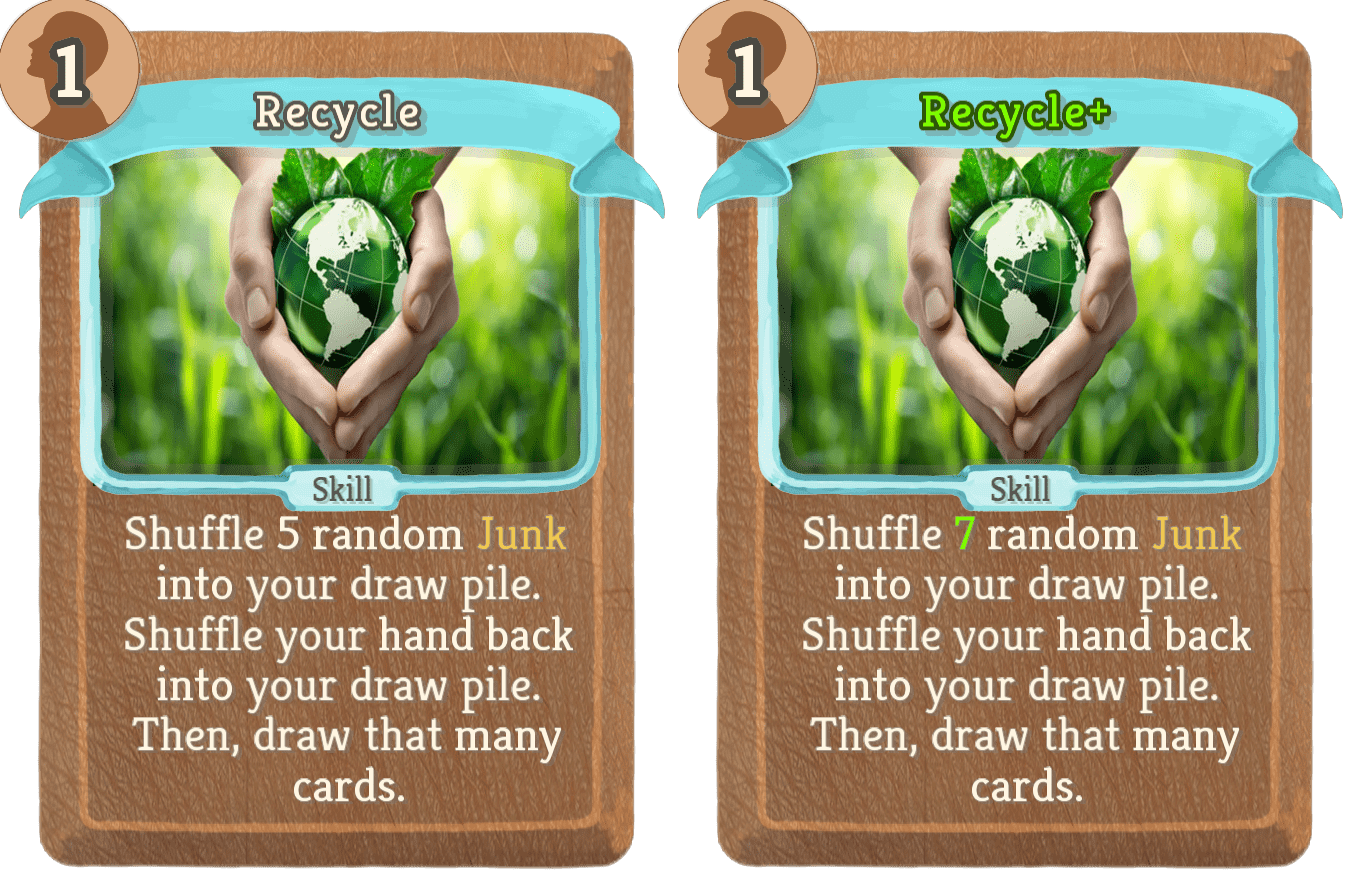 1
Recycle
Skill
Shuffle 5 random Junk
into your draw pile.
Shuffle your hand back
into your draw pile.
Then, draw that many
cards.
1
Recycle+
Skill
Shuffle 7 random Junk
into your draw pile.
Shuffle your hand back
into your draw pile.
Then, draw that many
cards.